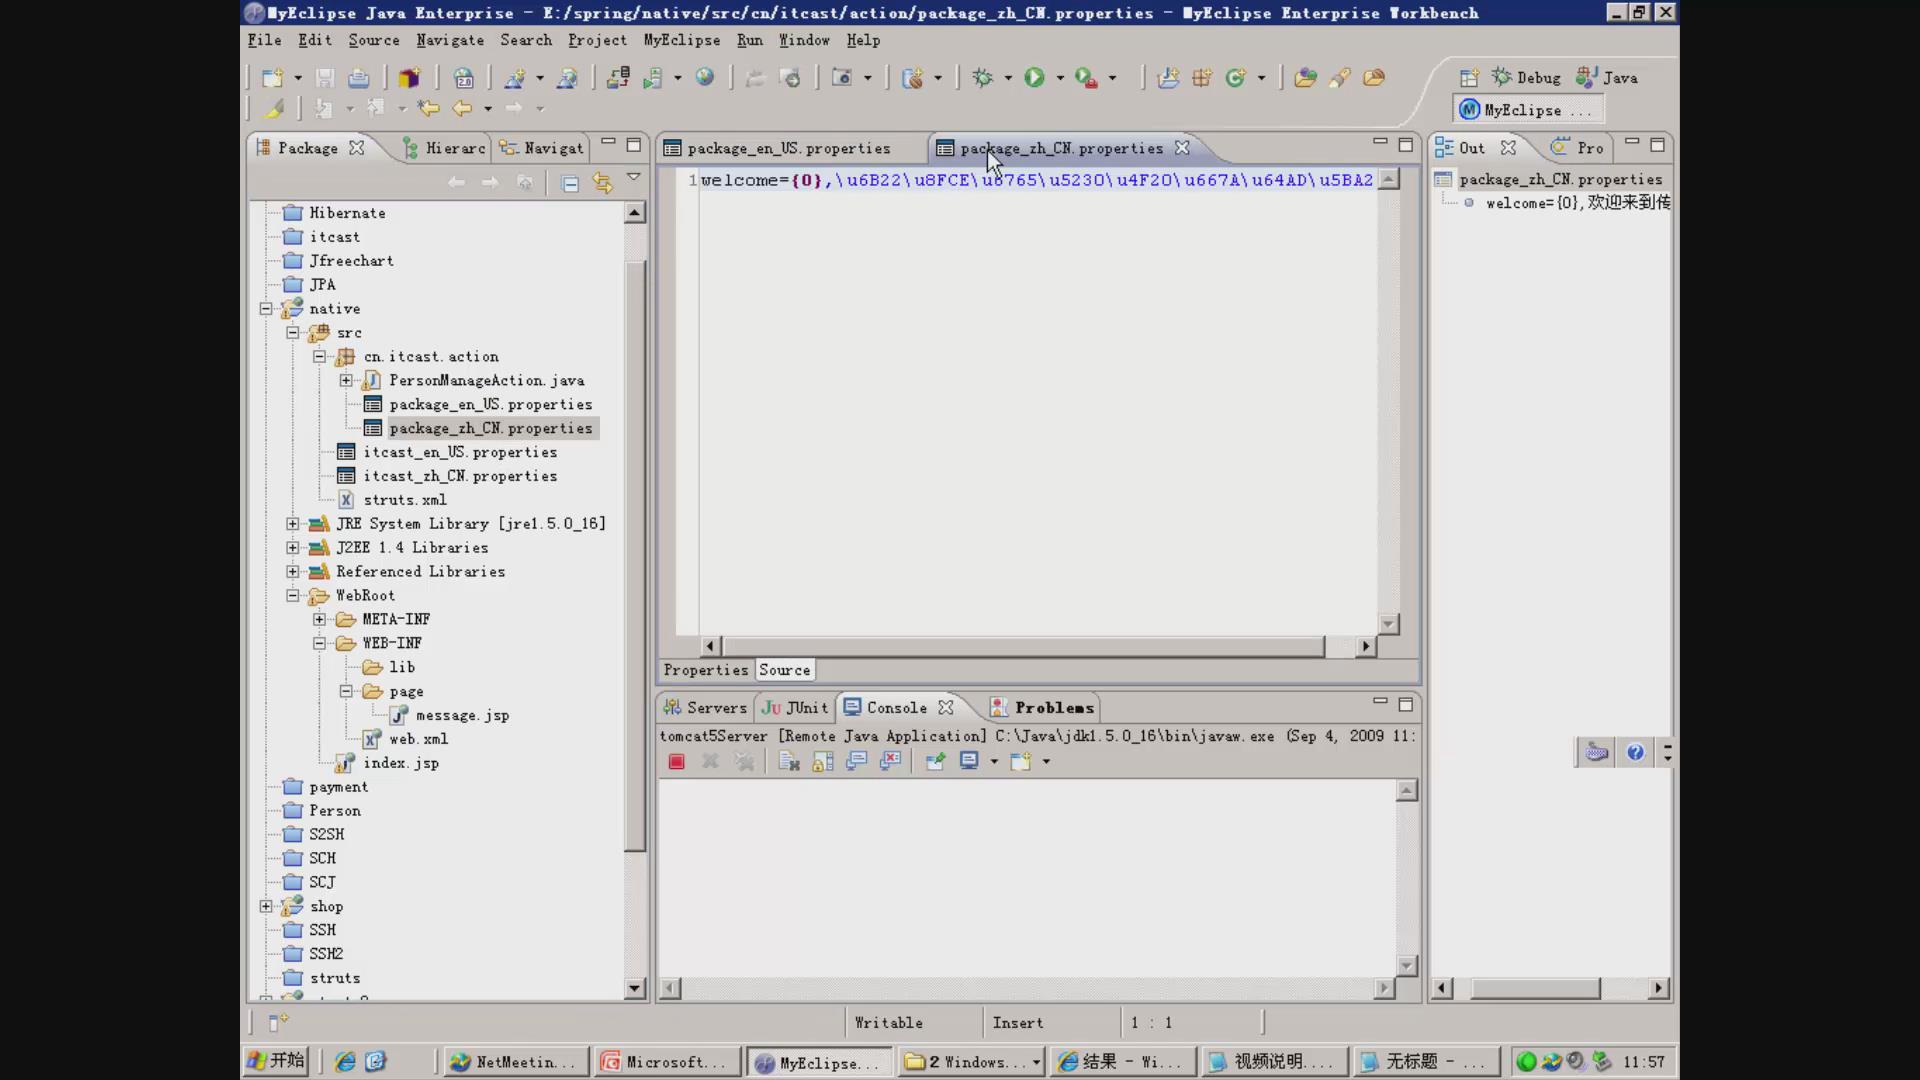 MyEclipse Java Enterprise - E:/spring/native/src/cn/itcast/action/package_zh_CN.properties - MyEclipse Enterprise Workbench
File Edit Source Navigate Search Project MyEclipse Run Window Help
Debug Java
MyEclipse ...
Package Hierarc Navigat
package_en_US.properties package_zh_CN.properties
Out Pro
1 welcome={0},\u6B22\u8FCE\u6765\u5230\u4F20\u667A\u64AD\u5BA2
package_zh_CN.properties
welcome={0},欢迎来到传
Hibernate
itcast
Jfreechart
JPA
native
src
cn.itcast.action
PersonManageAction.java
package_en_US.properties
package_zh_CN.properties
itcast_en_US.properties
itcast_zh_CN.properties
struts.xml
JRE System Library [jre1.5.0_16]
J2EE 1.4 Libraries
Referenced Libraries
WebRoot
META-INF
WEB-INF
lib
page
message.jsp
web.xml
index.jsp
payment
Person
S2SH
SCH
SCJ
shop
SSH
SSH2
struts
Properties Source
Servers JUnit Console Problems
tomcat5Server [Remote Java Application] C:\Java\jdk1.5.0_16\bin\javaw.exe (Sep 4, 2009 11:
Writable Insert 1 : 1
开始 NetMeetin... Microsoft... MyEclipse... 2 Windows... 结果 - Wi... 视频说明... 无标题 - ... 11:57